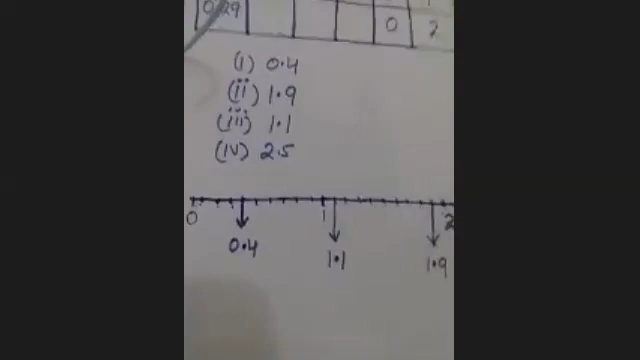 0.29
0 2
(i) 0.4
(ii) 1.9
(iii) 1.1
(iv) 2.5
0 1 2
0.4 1.1 1.9